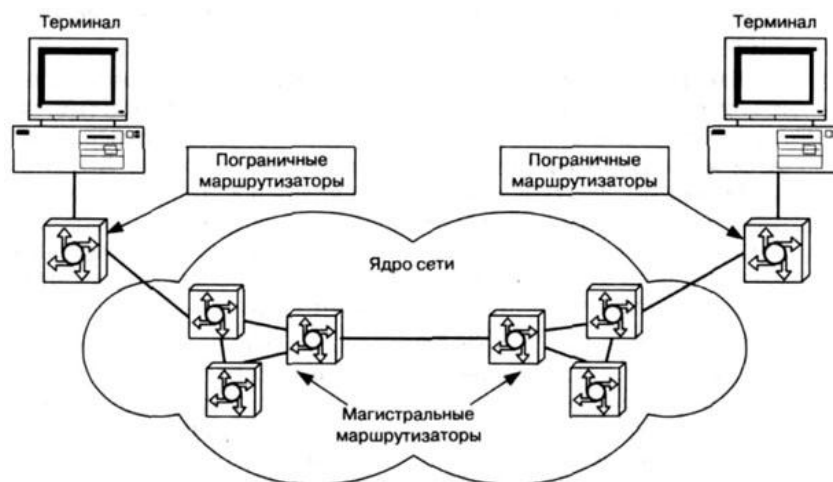 Терминал
Терминал
Пограничные
маршрутизаторы
Пограничные
маршрутизаторы
Ядро сети
Магистральные
маршрутизаторы